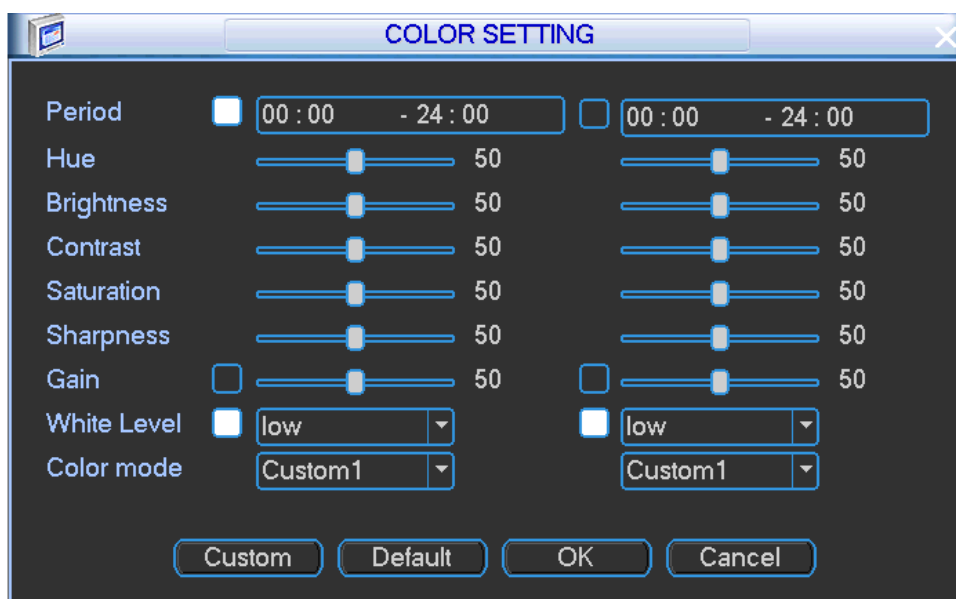 COLOR SETTING
Period 00 : 00 - 24 : 00 00 : 00 - 24 : 00
Hue 50 50
Brightness 50 50
Contrast 50 50
Saturation 50 50
Sharpness 50 50
Gain 50 50
White Level low low
Color mode Custom1 Custom1
Custom Default OK Cancel